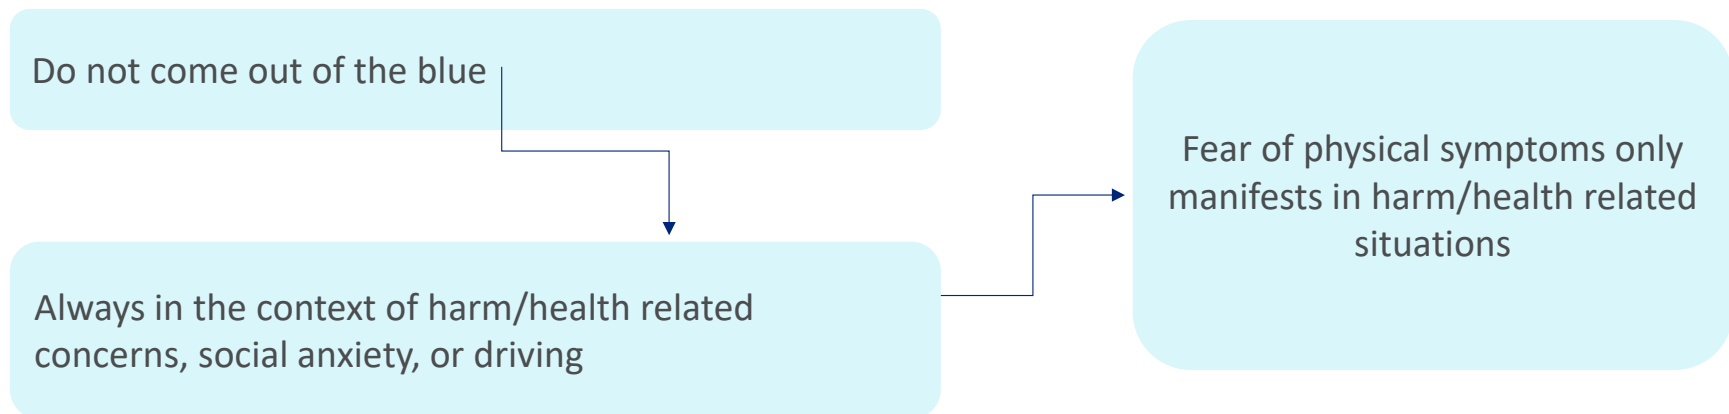 Do not come out of the blue
Always in the context of harm/health related
concerns, social anxiety, or driving
Fear of physical symptoms only
manifests in harm/health related
situations